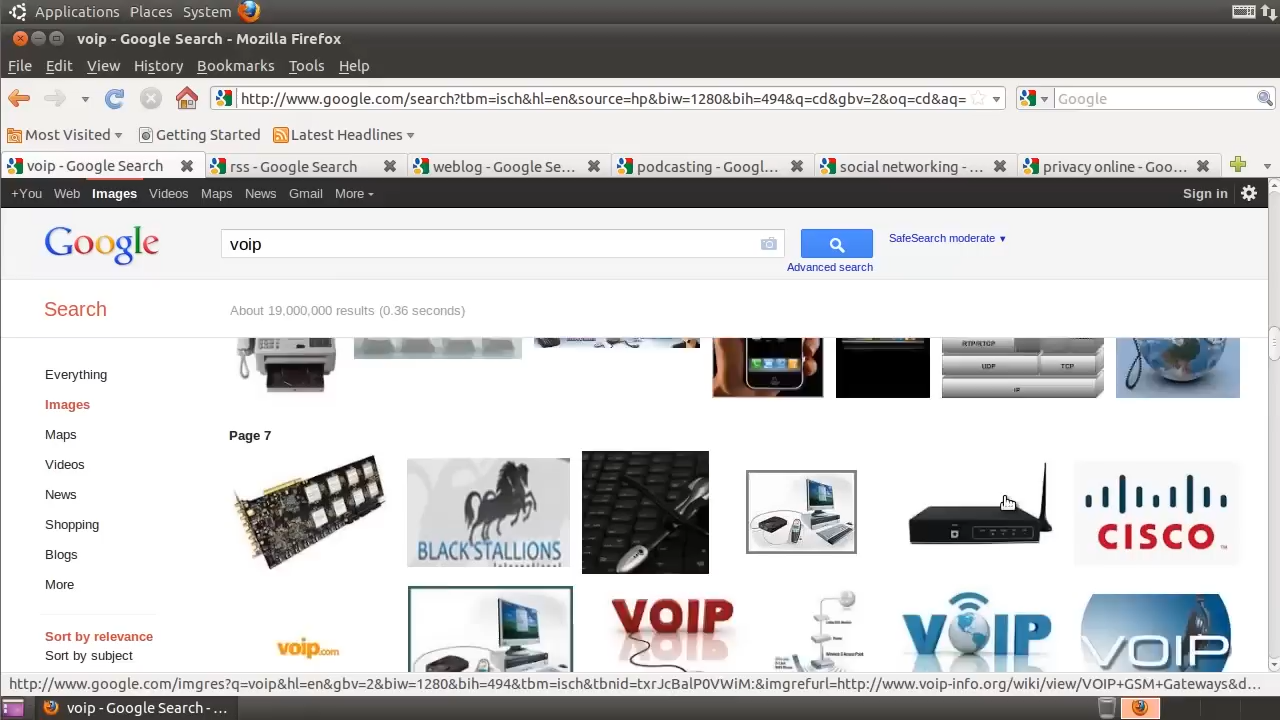 Applications Places System
voip - Google Search - Mozilla Firefox
File Edit View History Bookmarks Tools Help
http://www.google.com/search?tbm=isch&hl=en&source=hp&biw=1280&bih=494&q=cd&gbv=2&oq=cd&aq=
Google
Most Visited Getting Started Latest Headlines
voip - Google Search rss - Google Search weblog - Google Se... podcasting - Googl... social networking - ... privacy online - Goo...
+You Web Images Videos Maps News Gmail More Sign in
Google voip SafeSearch moderate
Advanced search
Search About 19,000,000 results (0.36 seconds)
RTP/RTCP
UDP TCP
IP
Everything
Images
Maps
Videos
News
Shopping
Blogs
More
Sort by relevance
Sort by subject
Page 7
BLACK STALLIONS
International
CISCO
voip.com
VOIP
VOIP
VOIP
http://www.google.com/imgres?q=voip&hl=en&gbv=2&biw=1280&bih=494&tbm=isch&tbnid=txrJcBalP0VWiM:&imgrefurl=http://www.voip-info.org/wiki/view/VOIP+GSM+Gateways&d...
voip - Google Search - ...